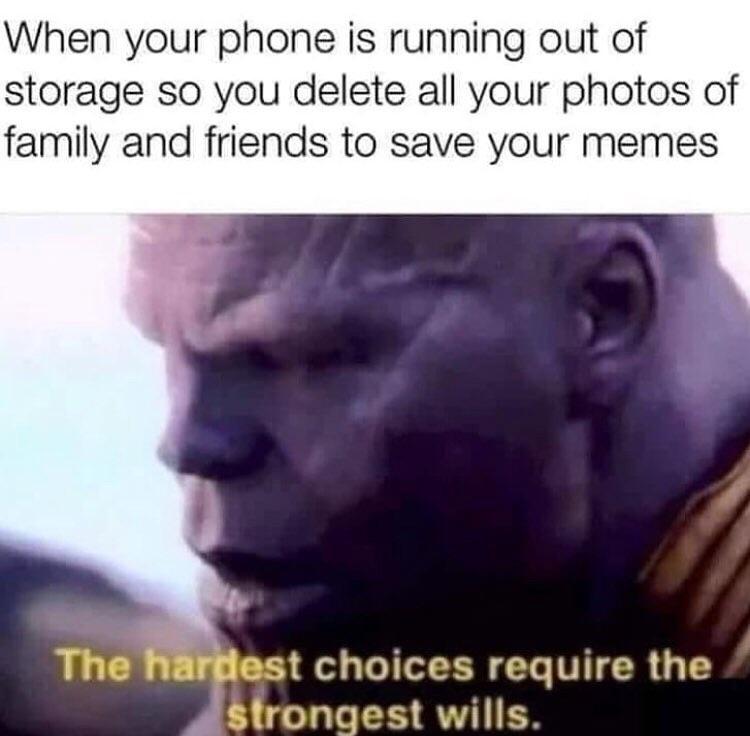 When your phone is running out of
storage so you delete all your photos of
family and friends to save your memes
The hardest choices require the
strongest wills.